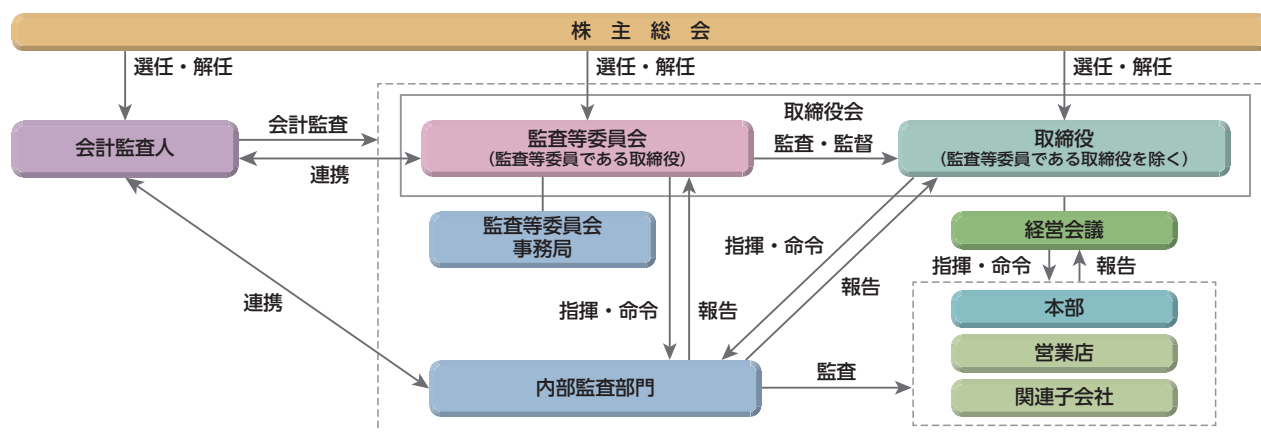 株主総会
選任・解任
選任・解任
選任・解任
会計監査人
会計監査
連携
取締役会
監査等委員会
(監査等委員である取締役)
監査・監督
取締役
(監査等委員である取締役を除く)
監査等委員会
事務局
経営会議
指揮・命令
報告
指揮・命令
報告
連携
指揮・命令
報告
本部
営業店
関連子会社
内部監査部門
監査